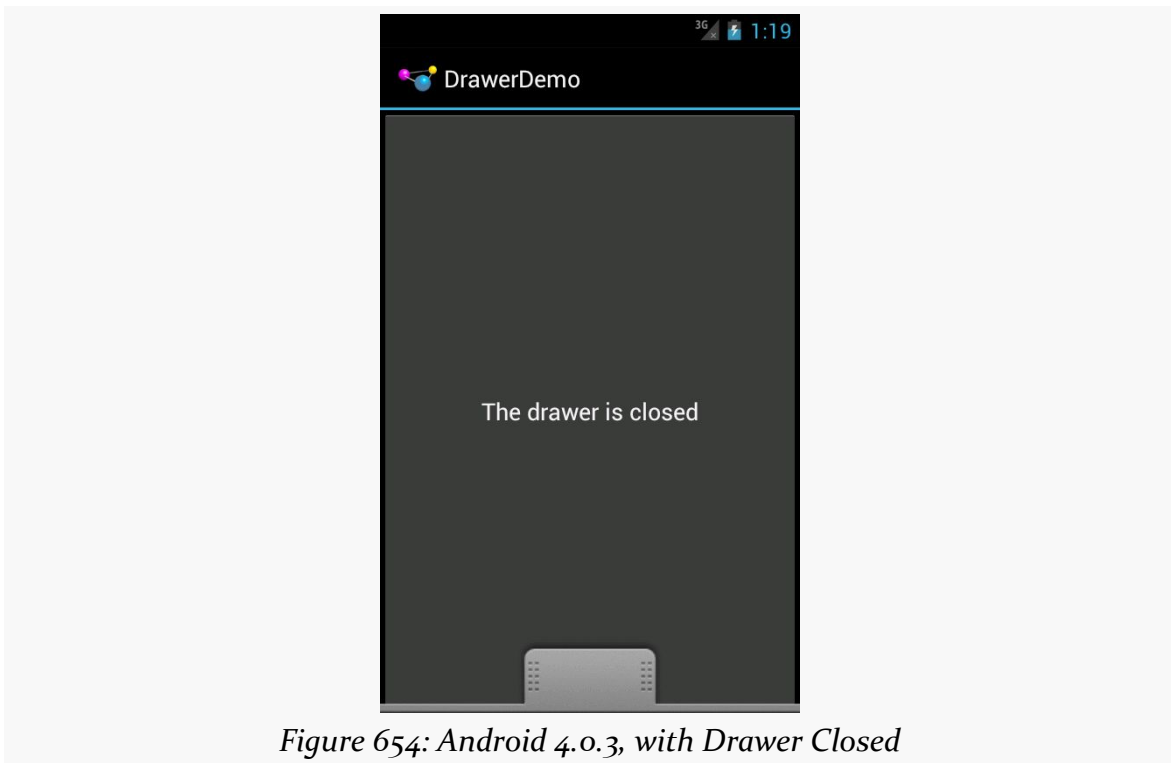 3G 1:19
DrawerDemo
The drawer is closed
Figure 654: Android 4.0.3, with Drawer Closed